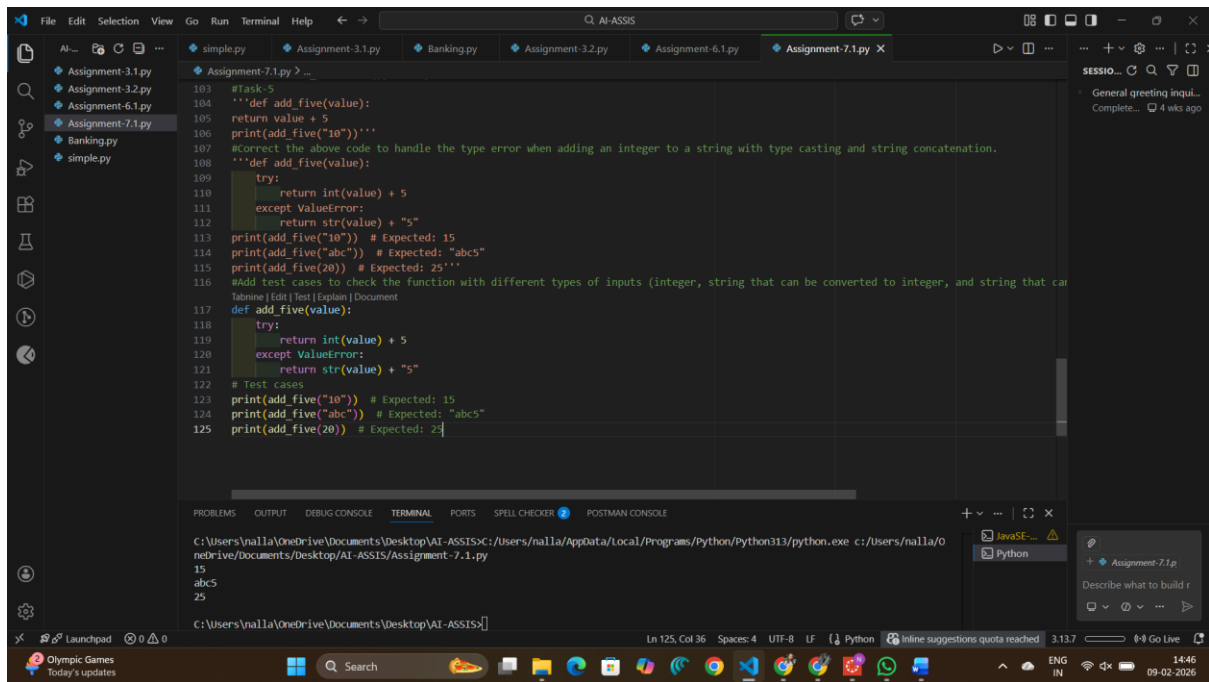 File Edit Selection View Go Run Terminal Help
AI-ASSIS
AI-...
simple.py
Assignment-3.1.py
Banking.py
Assignment-3.2.py
Assignment-6.1.py
Assignment-7.1.py
Assignment-3.1.py
Assignment-3.2.py
Assignment-6.1.py
Assignment-7.1.py
Banking.py
simple.py
Assignment-7.1.py > ...
103 #Task-5
104 '''def add_five(value):
105 return value + 5
106 print(add_five("10"))'''
107 #Correct the above code to handle the type error when adding an integer to a string with type casting and string concatenation.
108 '''def add_five(value):
109 try:
110 return int(value) + 5
111 except ValueError:
112 return str(value) + "5"
113 print(add_five("10")) # Expected: 15
114 print(add_five("abc")) # Expected: "abc5"
115 print(add_five(20)) # Expected: 25'''
116 #Add test cases to check the function with different types of inputs (integer, string that can be converted to integer, and string that car
Tabnine | Edit | Test | Explain | Document
117 def add_five(value):
118 try:
119 return int(value) + 5
120 except ValueError:
121 return str(value) + "5"
122 # Test cases
123 print(add_five("10")) # Expected: 15
124 print(add_five("abc")) # Expected: "abc5"
125 print(add_five(20)) # Expected: 25
SESSIO...
General greeting inqui...
Complete... 4 wks ago
PROBLEMS OUTPUT DEBUG CONSOLE TERMINAL PORTS SPELL CHECKER 2 POSTMAN CONSOLE
C:\Users\nalla\OneDrive\Documents\Desktop\AI-ASSIS>C:/Users/nalla/AppData/Local/Programs/Python/Python313/python.exe c:/Users/nalla/O
neDrive/Documents/Desktop/AI-ASSIS/Assignment-7.1.py
15
abc5
25
C:\Users\nalla\OneDrive\Documents\Desktop\AI-ASSIS>
JavaSE-...
Python
Assignment-7.1.p
Describe what to build r
Launchpad 0 0
Ln 125, Col 36 Spaces: 4 UTF-8 LF Python Inline suggestions quota reached 3.13.7 Go Live
2
Olympic Games
Today's updates
Search
ENG
IN
14:46
09-02-2026